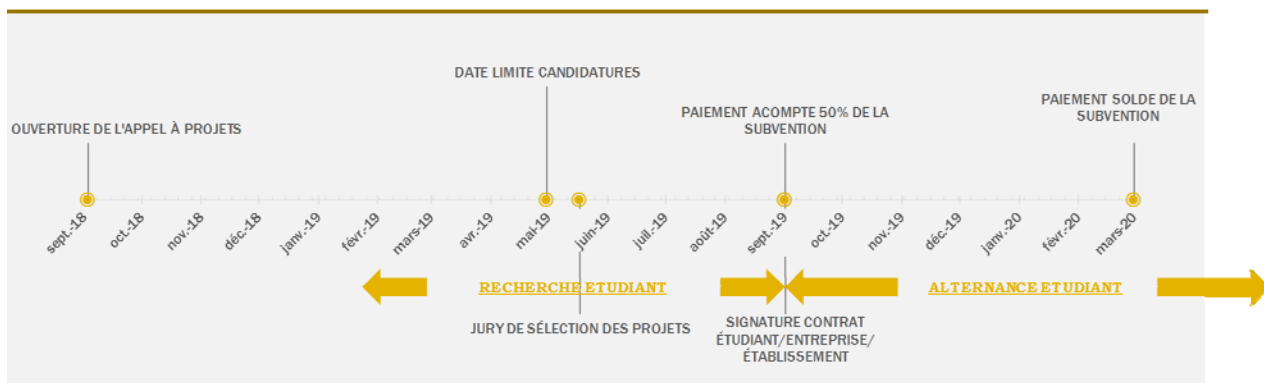 DATE LIMITE CANDIDATURES
PAIEMENT SOLDE DE LA
SUBVENTION
PAIEMENT ACOMPTE 50% DE LA
SUBVENTION
OUVERTURE DE L'APPEL À PROJETS
sept.-18
oct.-18
nov.-18
déc.-18
janv.-19
févr.-19
mars-19
avr.-19
mai-19
juin-19
juil.-19
août-19
sept.-19
oct.-19
nov.-19
déc.-19
janv.-20
févr.-20
mars-20
RECHERCHE ETUDIANT
ALTERNANCE ETUDIANT
JURY DE SÉLECTION DES PROJETS
SIGNATURE CONTRAT
ÉTUDIANT/ENTREPRISE/
ÉTABLISSEMENT